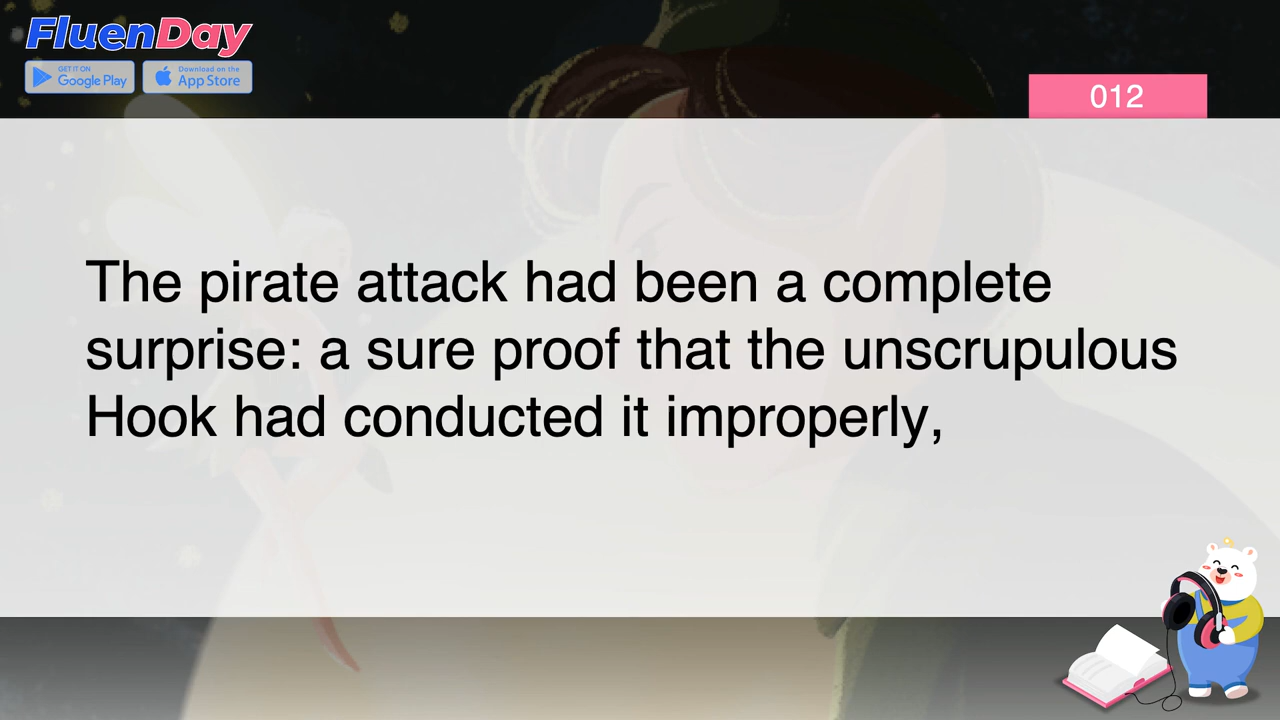 FluenDay
GET IT ON
Google Play
Download on the
App Store
012
The pirate attack had been a complete
surprise: a sure proof that the unscrupulous
Hook had conducted it improperly,